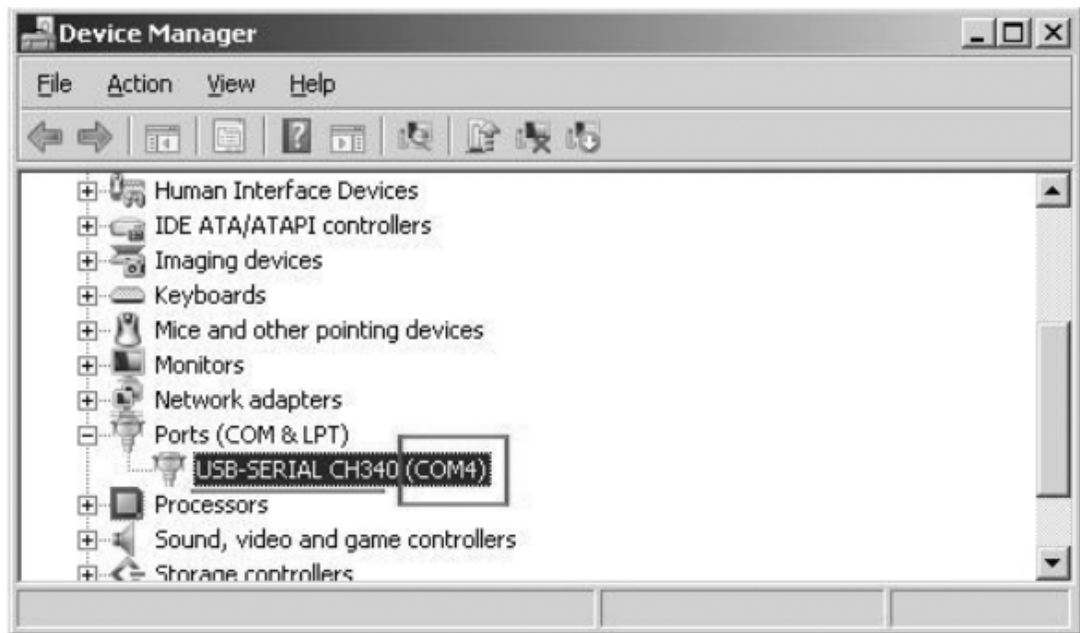 Device Manager
File Action View Help
Human Interface Devices
IDE ATA/ATAPI controllers
Imaging devices
Keyboards
Mice and other pointing devices
Monitors
Network adapters
Ports (COM & LPT)
USB-SERIAL CH340 (COM4)
Processors
Sound, video and game controllers
Storage controllers